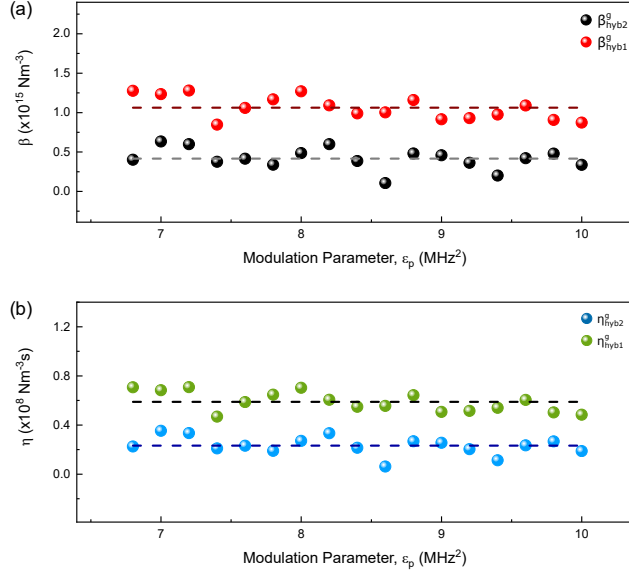 (a)
β^g_hyb2
β^g_hyb1
2.0
1.5
1.0
0.5
0.0
β (x10^15 Nm^-3)
7 8 9 10
Modulation Parameter, ε_p (MHz^2)
(b)
η^g_hyb2
η^g_hyb1
1.2
0.8
0.4
0.0
η (x10^8 Nm^-3s)
7 8 9 10
Modulation Parameter, ε_p (MHz^2)